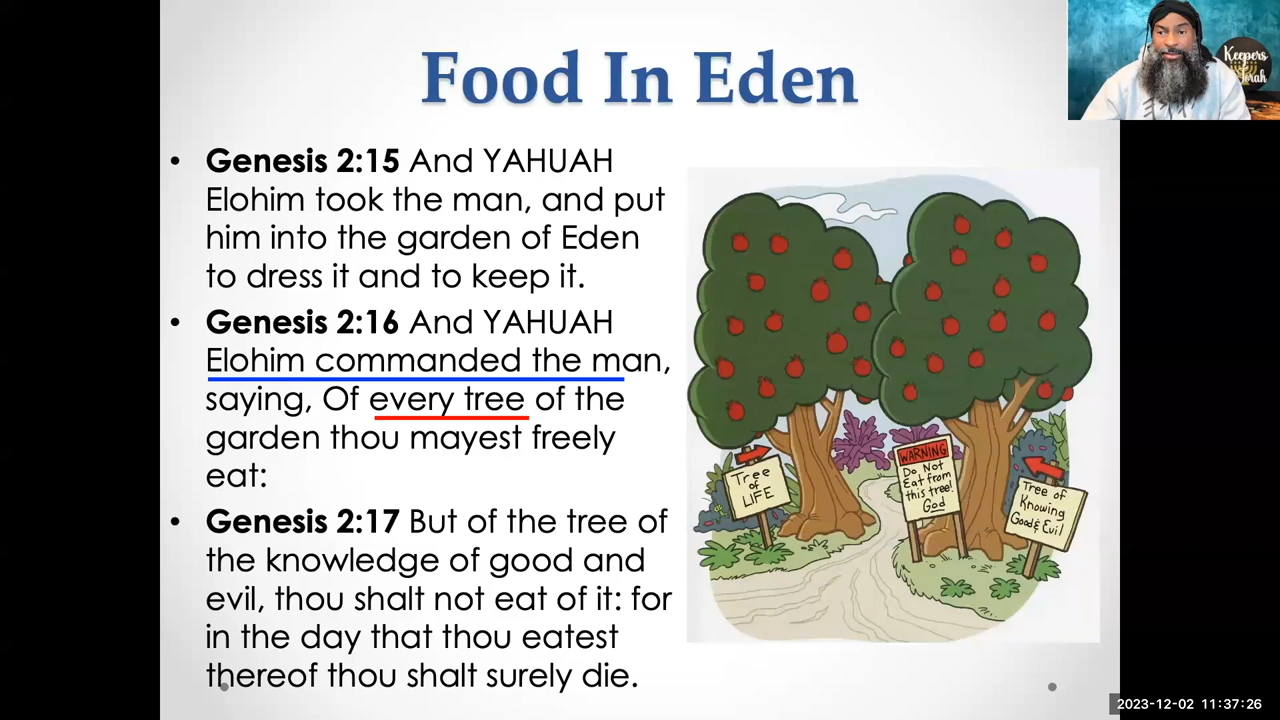 Food In Eden
Keepers
Torah
• Genesis 2:15 And YAHUAH
Elohim took the man, and put
him into the garden of Eden
to dress it and to keep it.
• Genesis 2:16 And YAHUAH
Elohim commanded the man,
saying, Of every tree of the
garden thou mayest freely
eat:
• Genesis 2:17 But of the tree of
the knowledge of good and
evil, thou shalt not eat of it: for
in the day that thou eatest
thereof thou shalt surely die.
Tree
of
LIFE
WARNING
Do Not
Eat from
this tree!
God
Tree of
Knowing
Good & Evil
2023-12-02 11:37:26